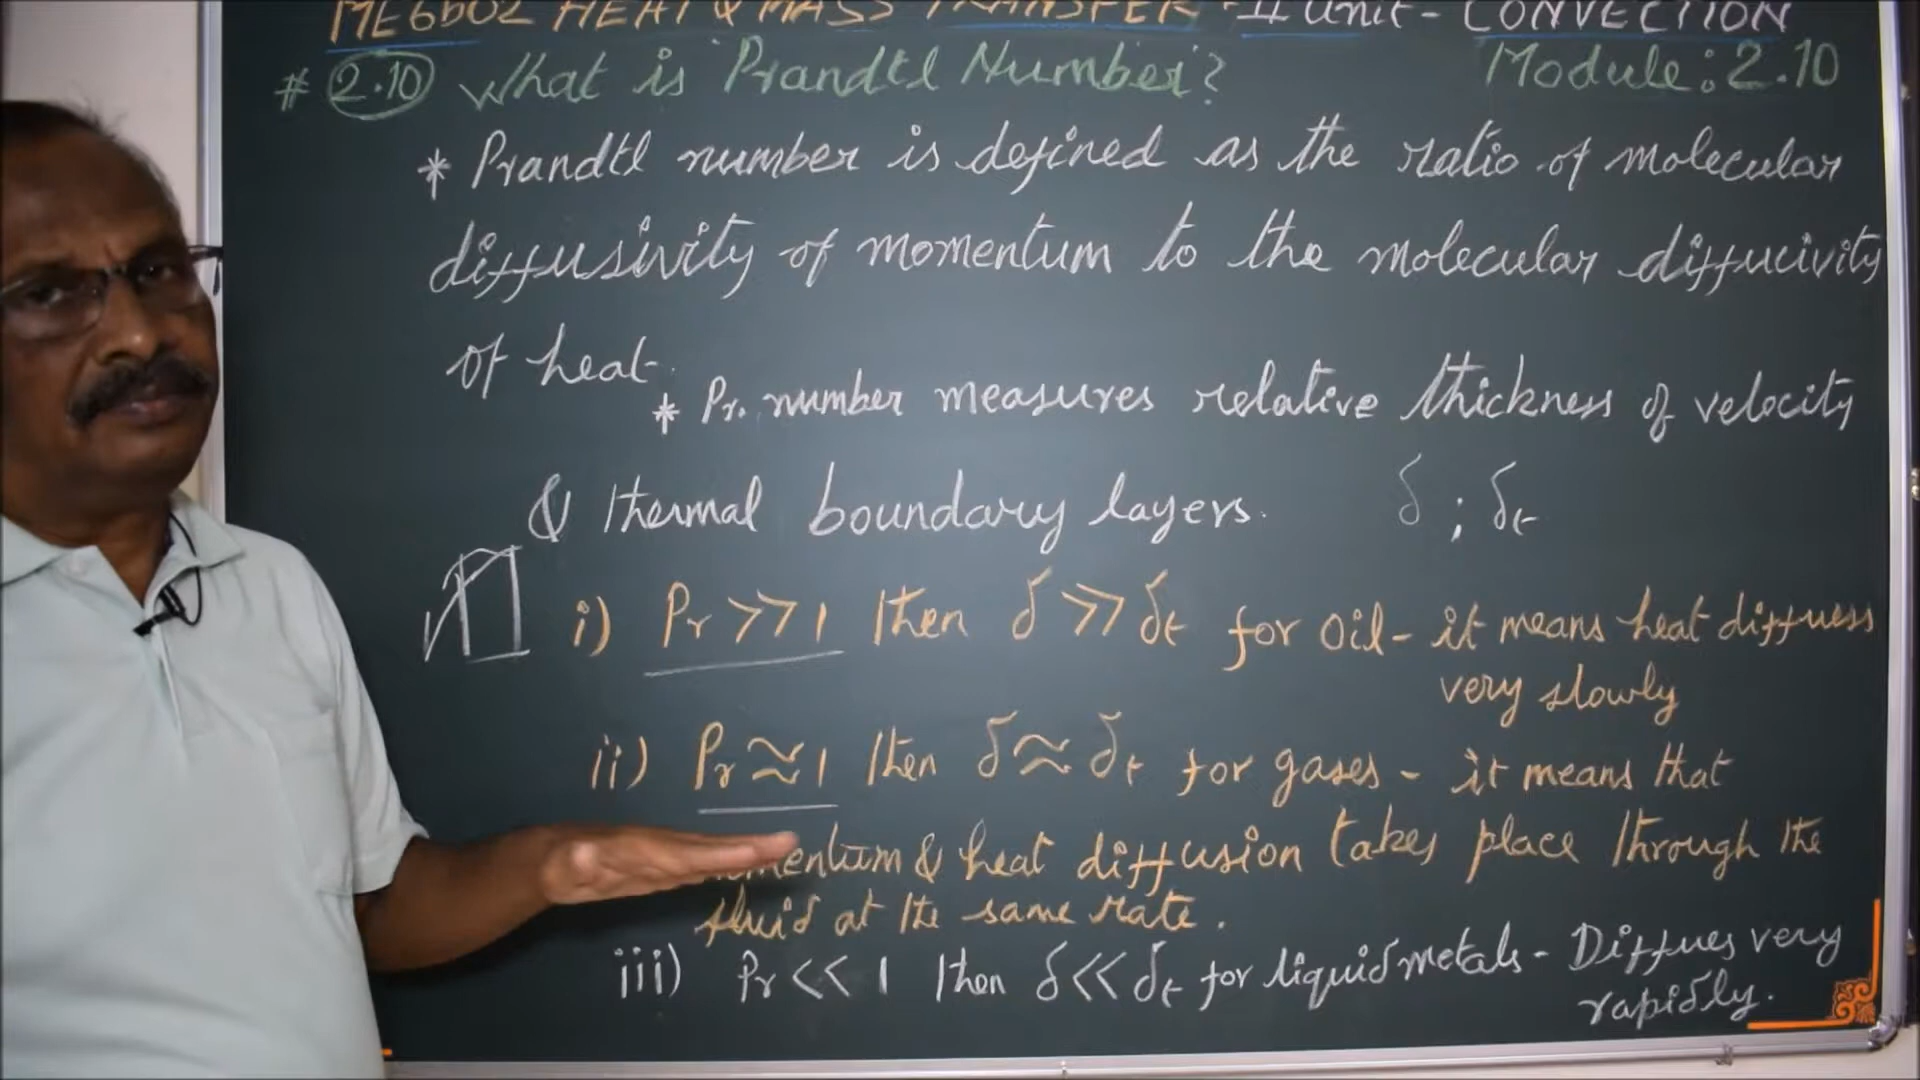 ME6502 HEAT & MASS TRANSFER - II Unit - CONVECTION
# 2.10 What is Prandtl Number? Module: 2.10
* Prandtl number is defined as the ratio of molecular
diffusivity of momentum to the molecular diffucivity
of heat.
* Pr. number measures relative thickness of velocity
& thermal boundary layers. δ ; δt
i) Pr >> 1 then δ >> δt for oil - it means heat diffuess
very slowly
ii) Pr ≈ 1 then δ ≈ δt for gases - it means that
mentum & heat diffusion takes place through the
fluid at the same rate.
iii) Pr << 1 then δ << δt for liquid metals - Diffues very
rapidly.